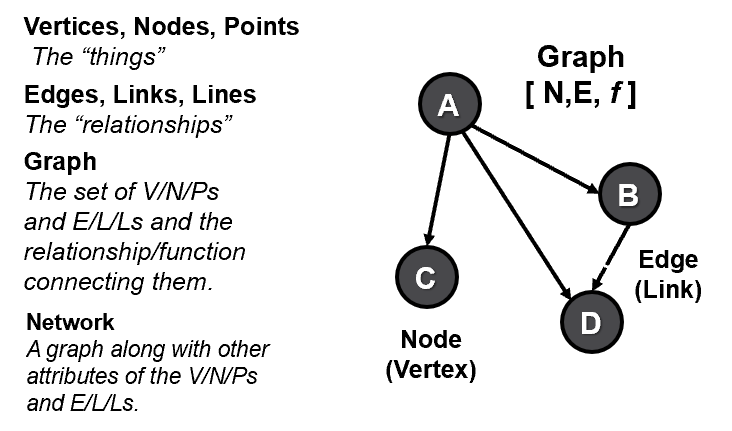 Vertices, Nodes, Points
The “things”
Edges, Links, Lines
The “relationships”
Graph
The set of V/N/Ps
and E/L/Ls and the
relationship/function
connecting them.
Network
A graph along with other
attributes of the V/N/Ps
and E/L/Ls.
Graph
[ N,E, f ]
A
B
C
D
Edge
(Link)
Node
(Vertex)